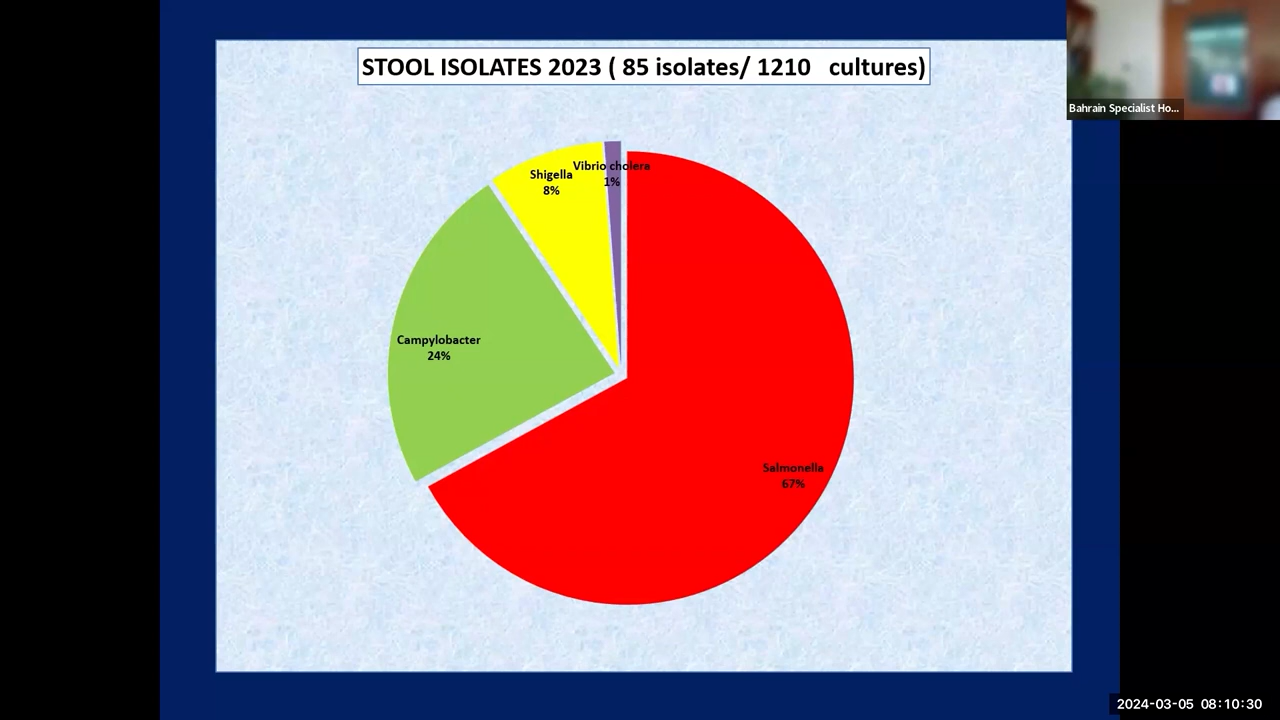 STOOL ISOLATES 2023 ( 85 isolates/ 1210 cultures)
Bahrain Specialist Ho...
Vibrio cholera
1%
Shigella
8%
Campylobacter
24%
Salmonella
67%
2024-03-05 08:10:30